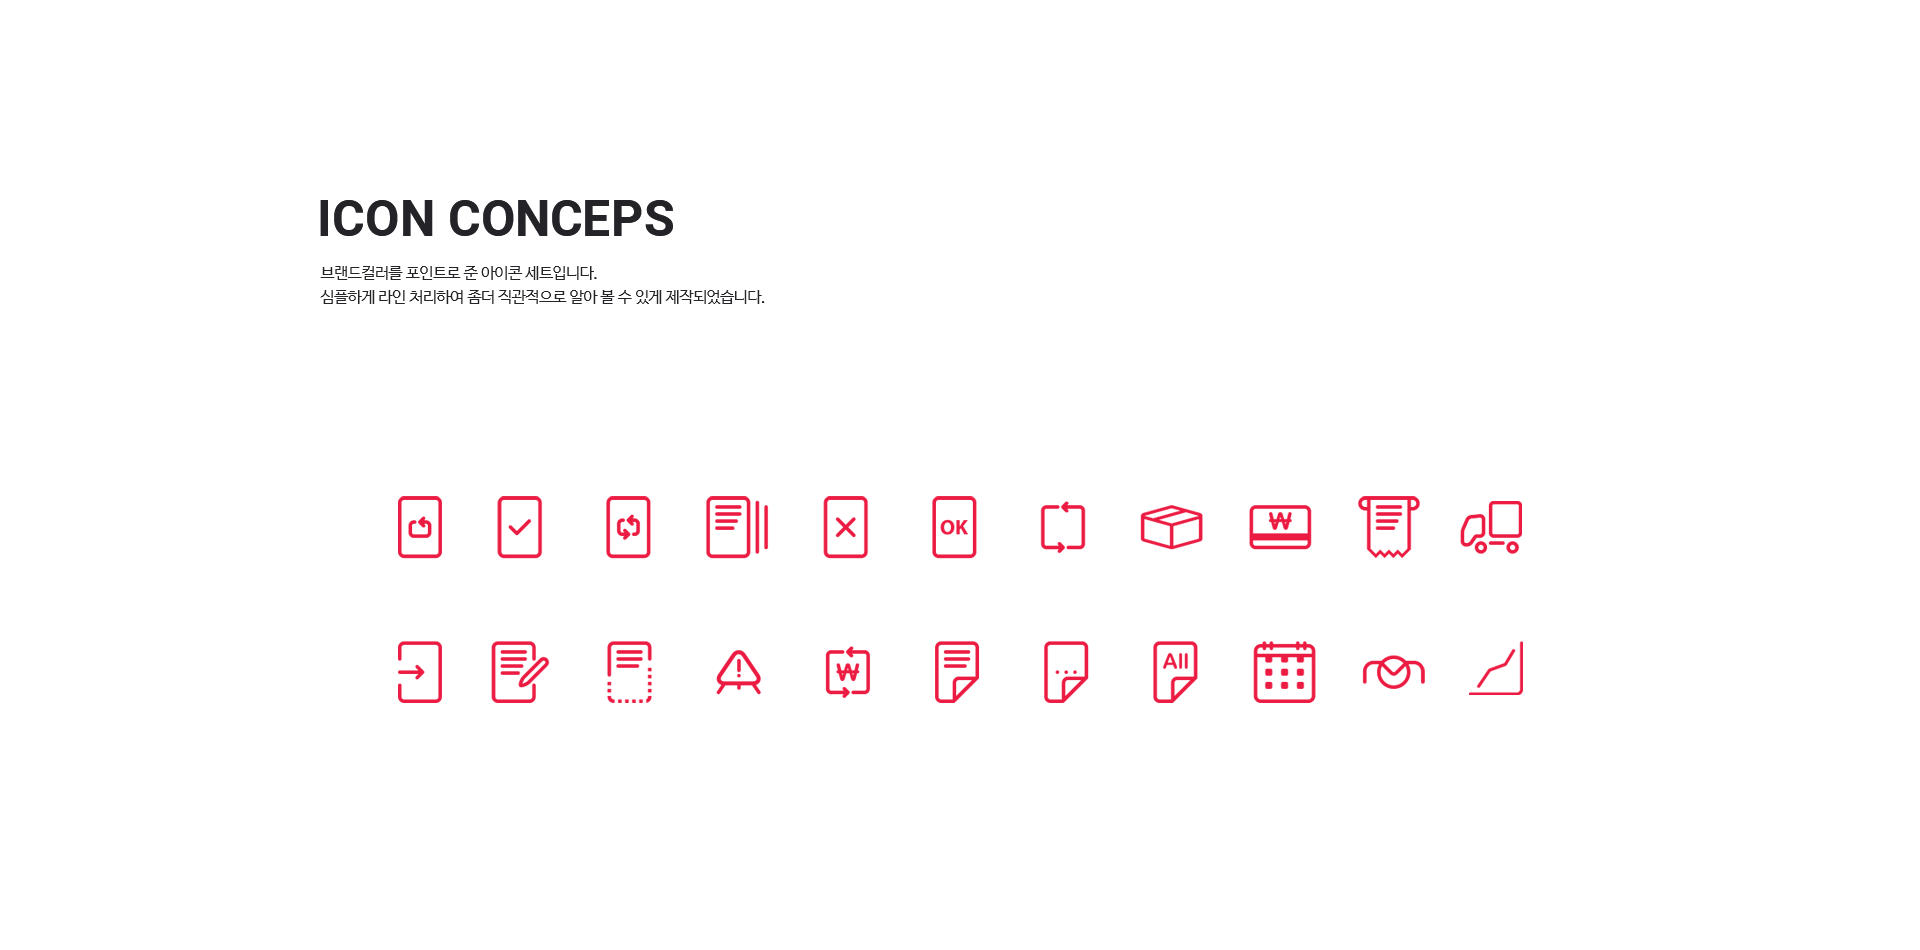 ICON CONCEPS
브랜드컬러를 포인트로 준 아이콘 세트입니다.
심플하게 라인 처리하여 좀더 직관적으로 알아 볼 수 있게 제작되었습니다.
OK
₩
₩
All